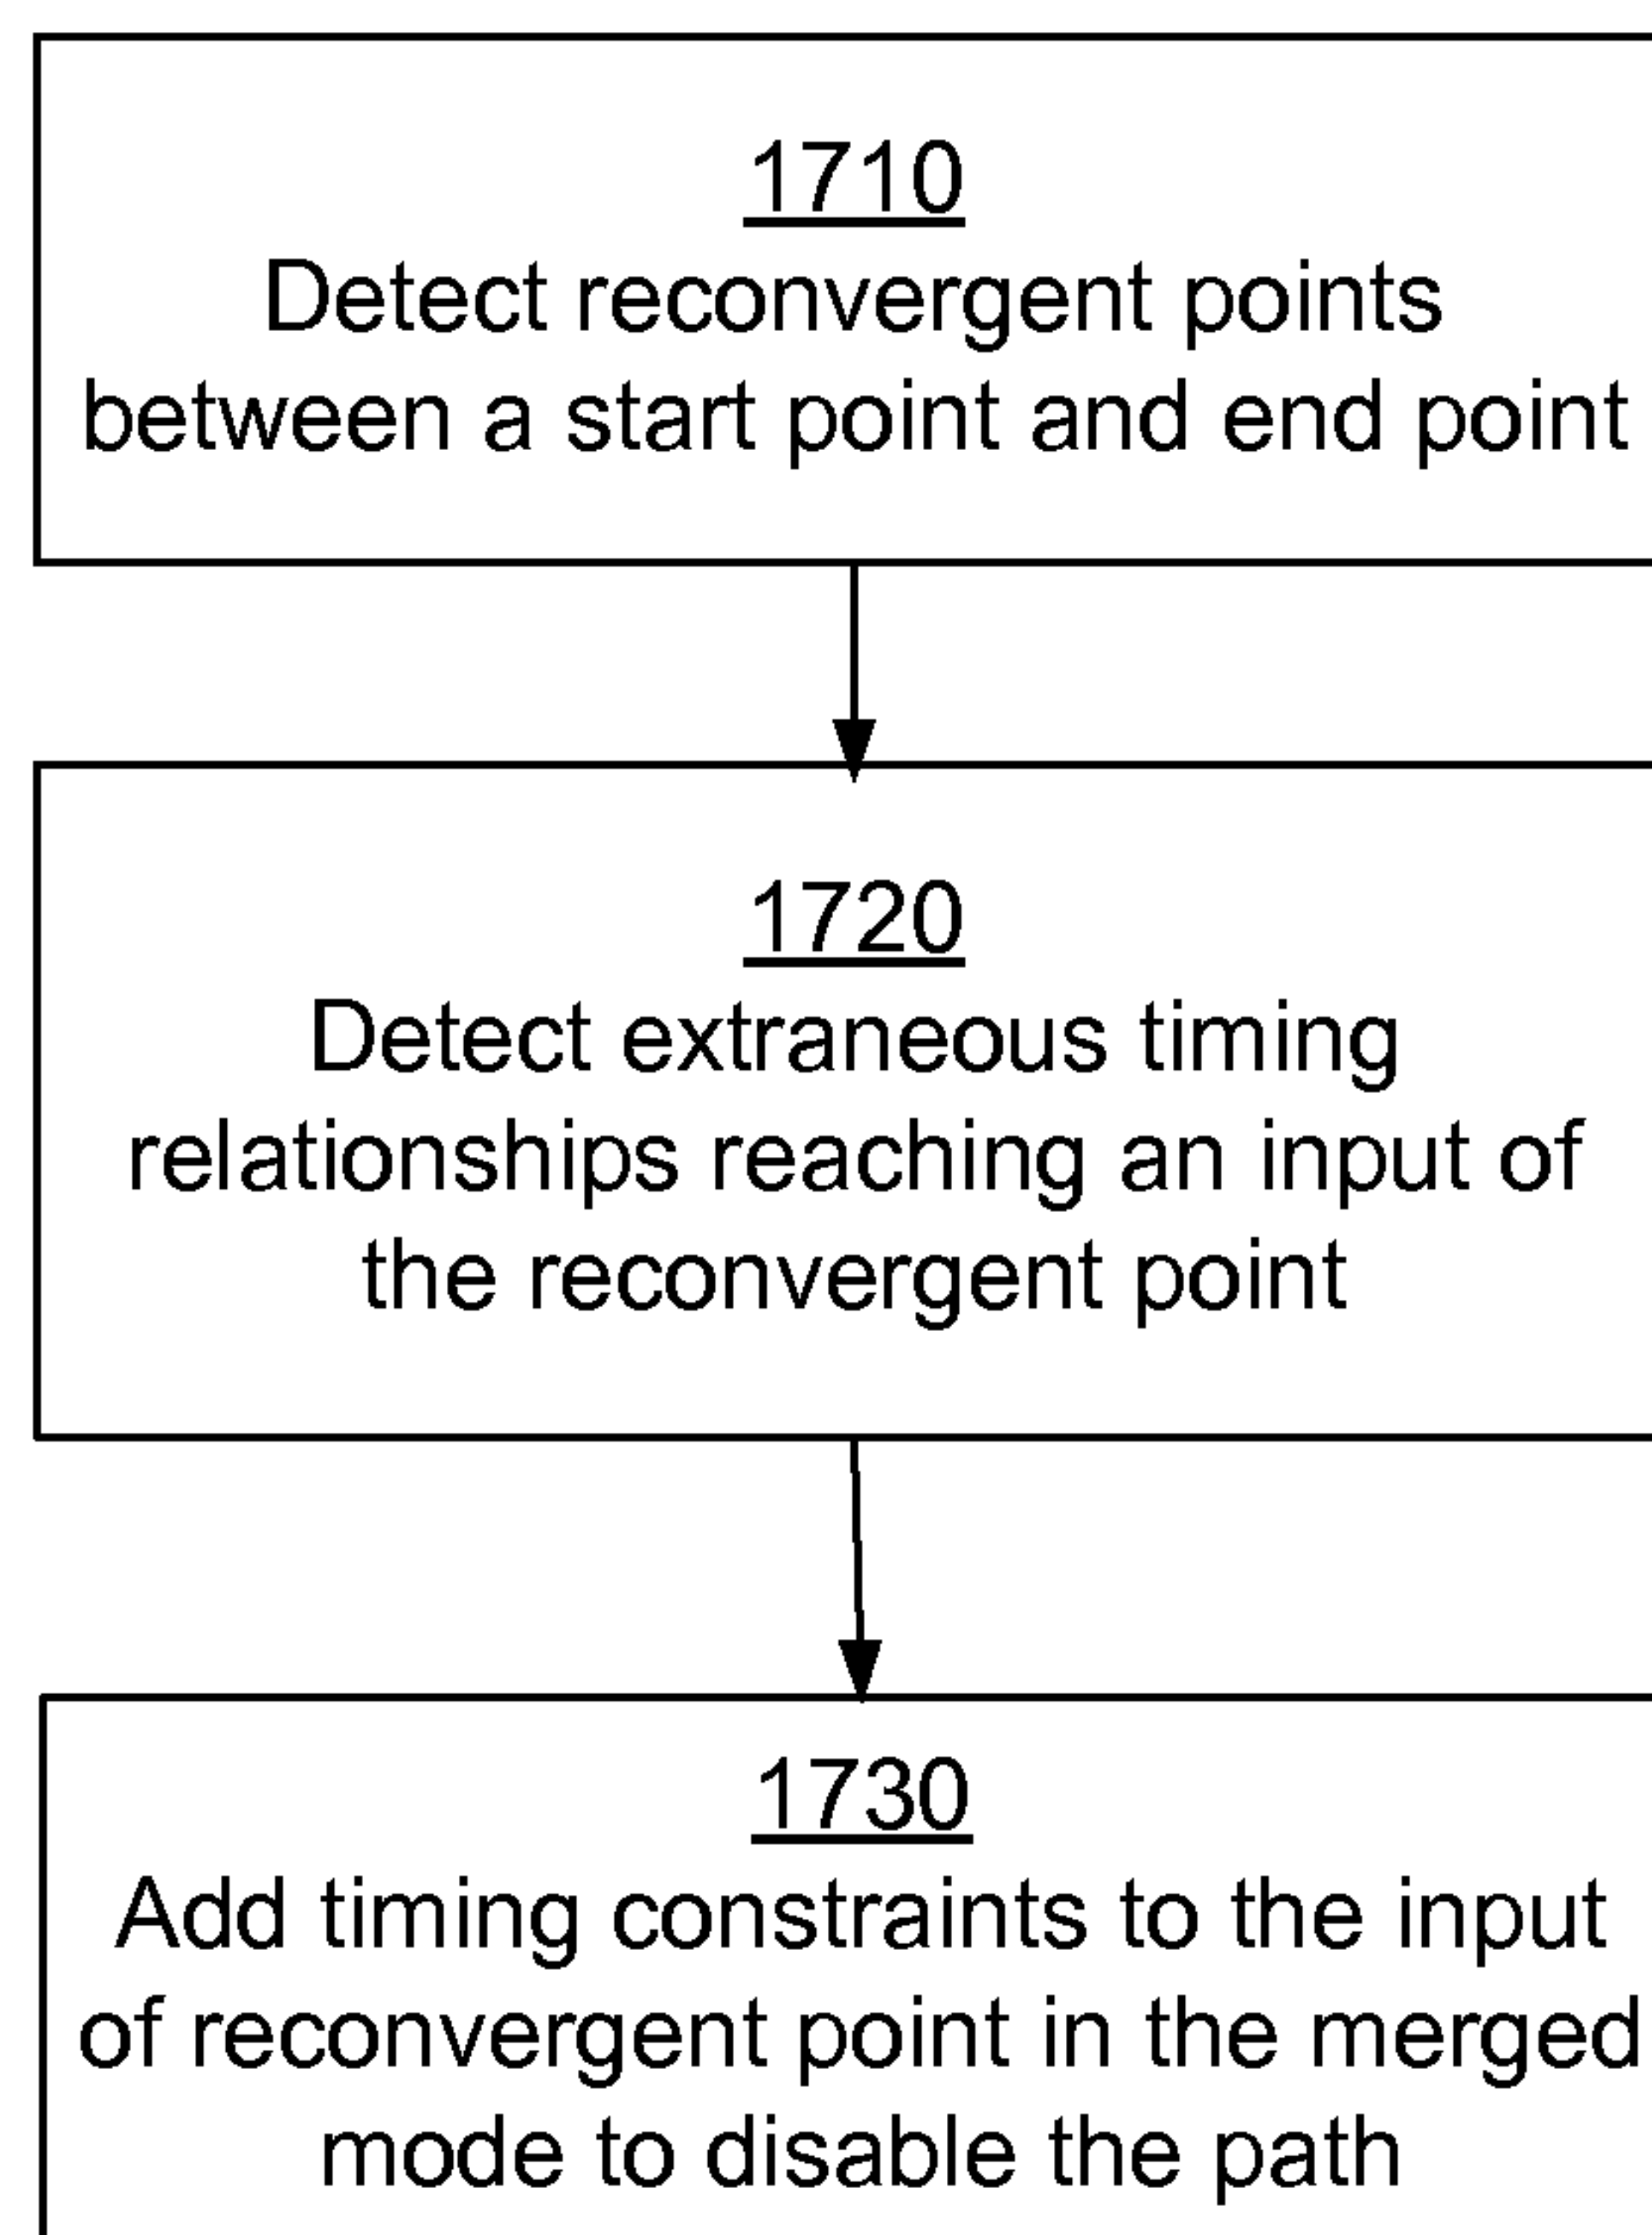 1710
Detect reconvergent points
between a start point and end point
1720
Detect extraneous timing
relationships reaching an input of
the reconvergent point
1730
Add timing constraints to the input
of reconvergent point in the merged
mode to disable the path